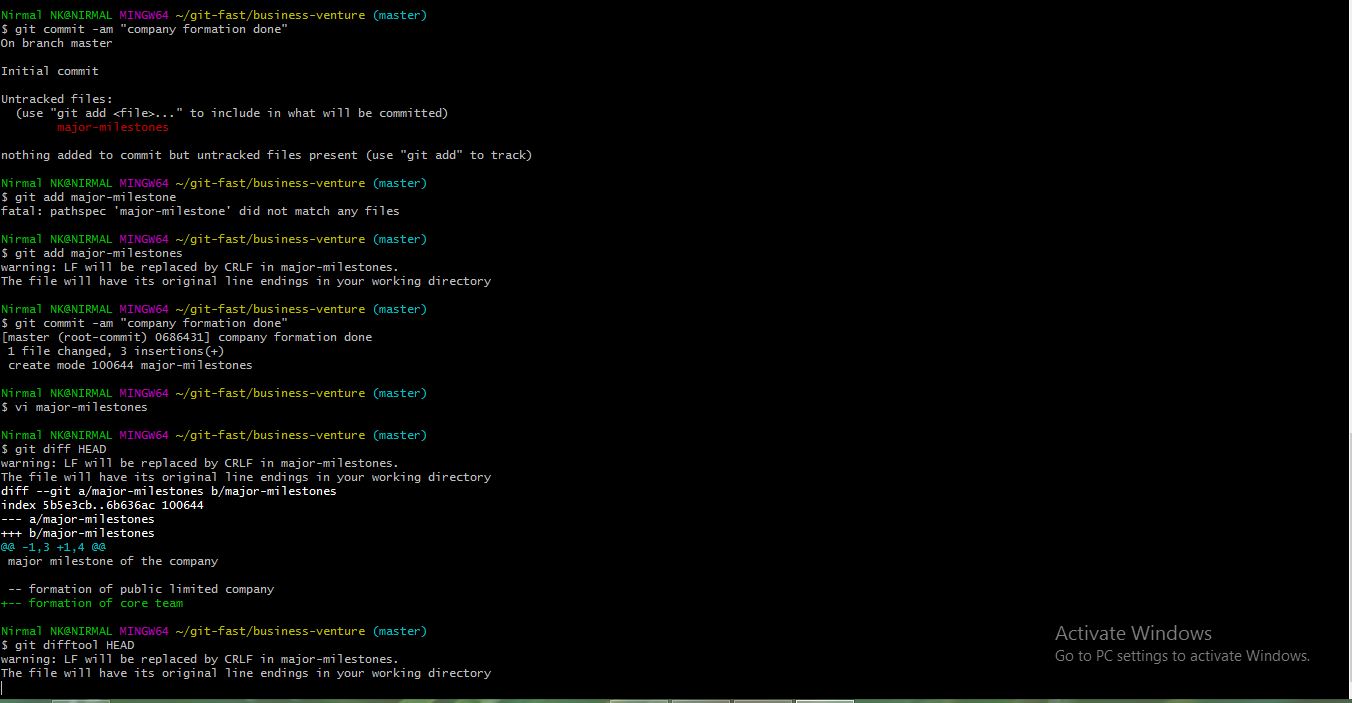 Nirmal NK@NIRMAL MINGW64 ~/git-fast/business-venture (master)
$ git commit -am "company formation done"
On branch master
Initial commit
Untracked files:
(use "git add <file>..." to include in what will be committed)
major-milestones
nothing added to commit but untracked files present (use "git add" to track)
Nirmal NK@NIRMAL MINGW64 ~/git-fast/business-venture (master)
$ git add major-milestone
fatal: pathspec 'major-milestone' did not match any files
Nirmal NK@NIRMAL MINGW64 ~/git-fast/business-venture (master)
$ git add major-milestones
warning: LF will be replaced by CRLF in major-milestones.
The file will have its original line endings in your working directory
Nirmal NK@NIRMAL MINGW64 ~/git-fast/business-venture (master)
$ git commit -am "company formation done"
[master (root-commit) 0686431] company formation done
1 file changed, 3 insertions(+)
create mode 100644 major-milestones
Nirmal NK@NIRMAL MINGW64 ~/git-fast/business-venture (master)
$ vi major-milestones
Nirmal NK@NIRMAL MINGW64 ~/git-fast/business-venture (master)
$ git diff HEAD
warning: LF will be replaced by CRLF in major-milestones.
The file will have its original line endings in your working directory
diff --git a/major-milestones b/major-milestones
index 5b5e3cb..6b636ac 100644
--- a/major-milestones
+++ b/major-milestones
@@ -1,3 +1,4 @@
major milestone of the company
-- formation of public limited company
+-- formation of core team
Nirmal NK@NIRMAL MINGW64 ~/git-fast/business-venture (master)
$ git difftool HEAD
warning: LF will be replaced by CRLF in major-milestones.
The file will have its original line endings in your working directory
Activate Windows
Go to PC settings to activate Windows.